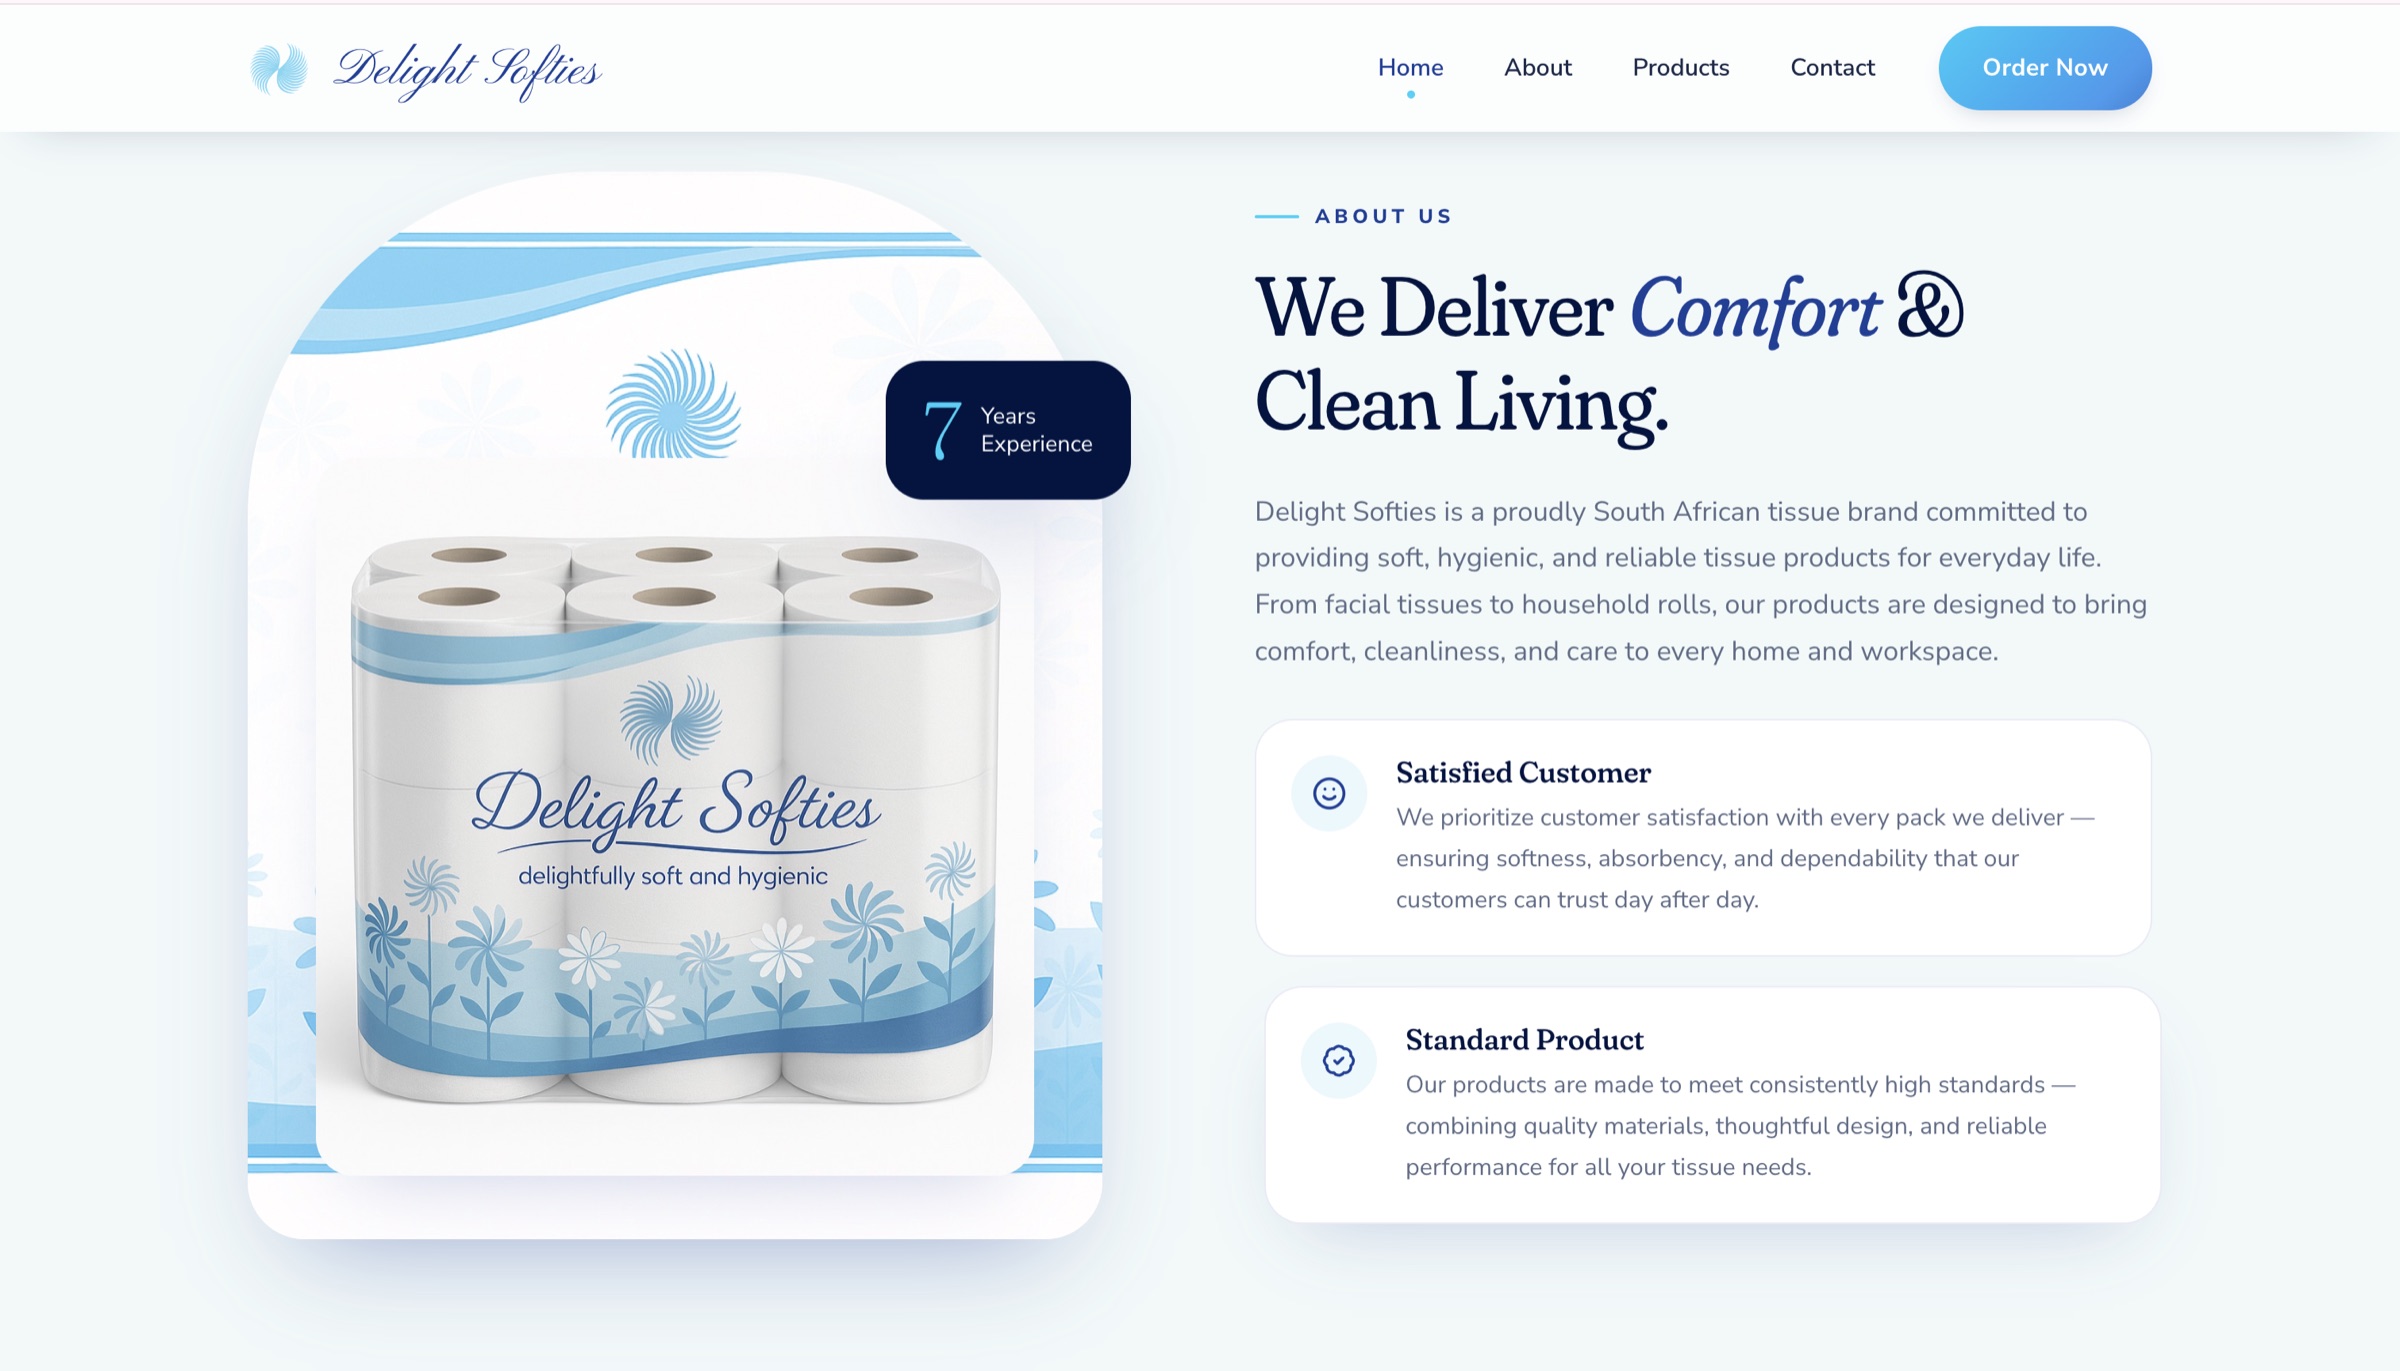 Delight Softies
Home
About
Products
Contact
Order Now
7
Years
Experience
Delight Softies
delightfully soft and hygienic
ABOUT US
We Deliver Comfort &
Clean Living.
Delight Softies is a proudly South African tissue brand committed to
providing soft, hygienic, and reliable tissue products for everyday life.
From facial tissues to household rolls, our products are designed to bring
comfort, cleanliness, and care to every home and workspace.
Satisfied Customer
We prioritize customer satisfaction with every pack we deliver —
ensuring softness, absorbency, and dependability that our
customers can trust day after day.
Standard Product
Our products are made to meet consistently high standards —
combining quality materials, thoughtful design, and reliable
performance for all your tissue needs.